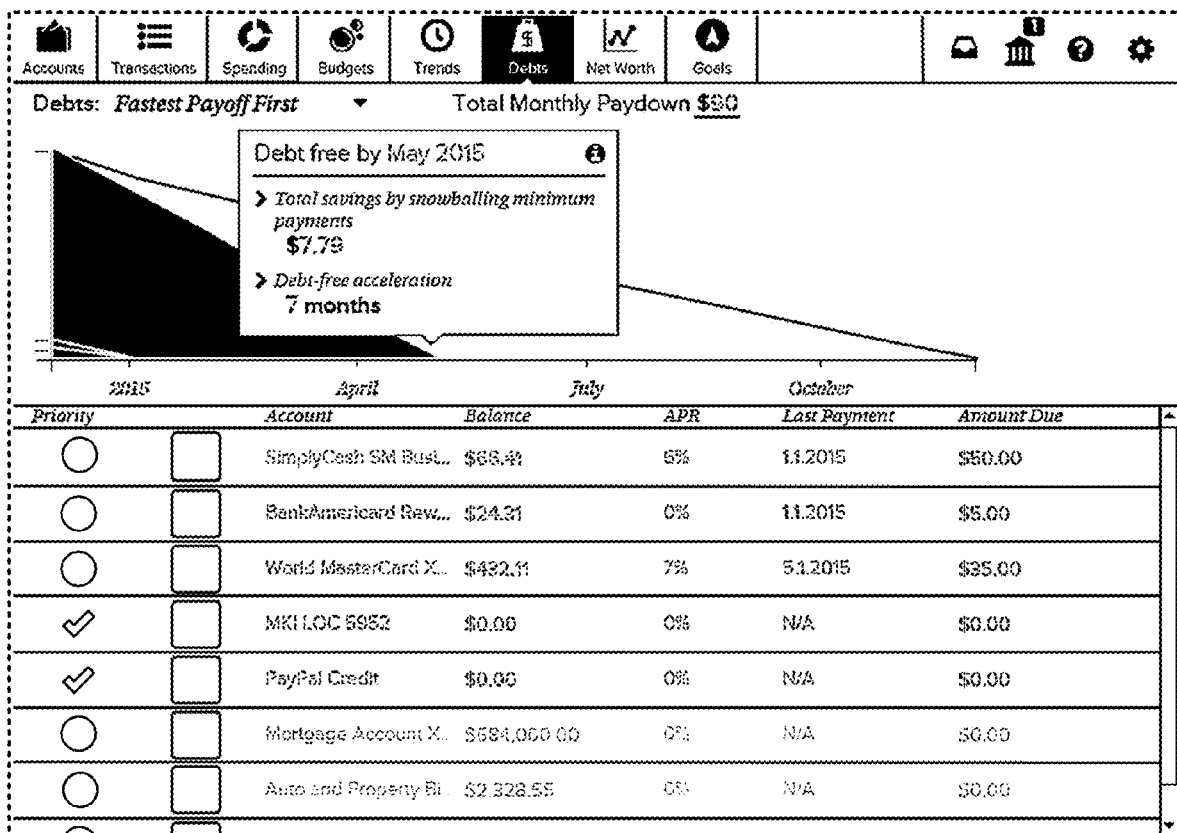 1
Accounts Transactions Spending Budgets Trends Debts Net Worth Goals
Debts: Fastest Payoff First Total Monthly Paydown $90
Debt free by May 2015
Total savings by snowballing minimum
payments
$7.79
Debt-free acceleration
7 months
2015 April July October
Priority Account Balance APR Last Payment Amount Due
SimplyCash SM Busi... 1.1.2015 $50.00
BankAmericard Rew... $24.31 0% 1.1.2015 $5.00
World MasterCard X... $432.11 7% 5.1.2015 $35.00
MKI LOC 0% N/A $0.00
$0.00
PayPal Credit $0.00 0% N/A $0.00
Mortgage Account X... $684,000.00 0% N/A $0.00
Auto and Property Bi... $2,328.55 0% N/A $0.00